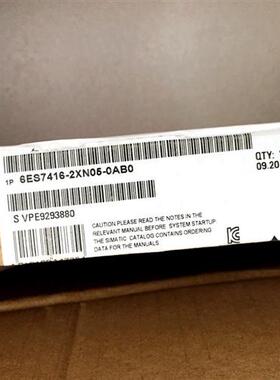 1P 6ES7416-2XN05-0AB0
QTY:
09.20
S VPE9293880
CAUTION PLEASE READ THE NOTES IN THE
RELEVANT MANUAL BEFORE SYSTEM STARTUP
THE SIMATIC CATALOG CONTAINS ORDERING
DATA FOR THE MANUALS